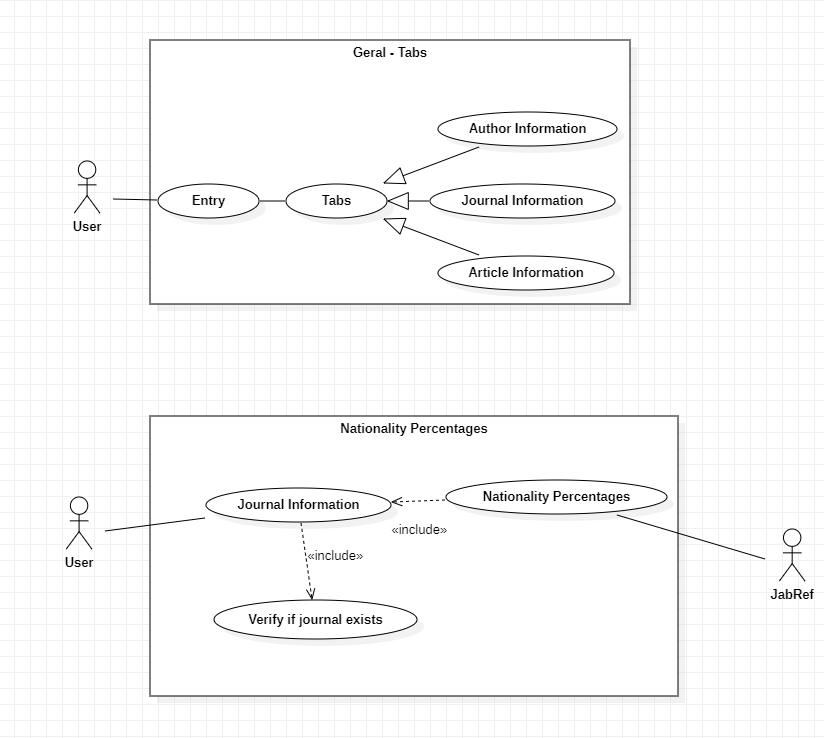 Geral - Tabs
Author Information
Entry
Tabs
Journal Information
User
Article Information
Nationality Percentages
Journal Information
Nationality Percentages
«include»
«include»
User
JabRef
Verify if journal exists